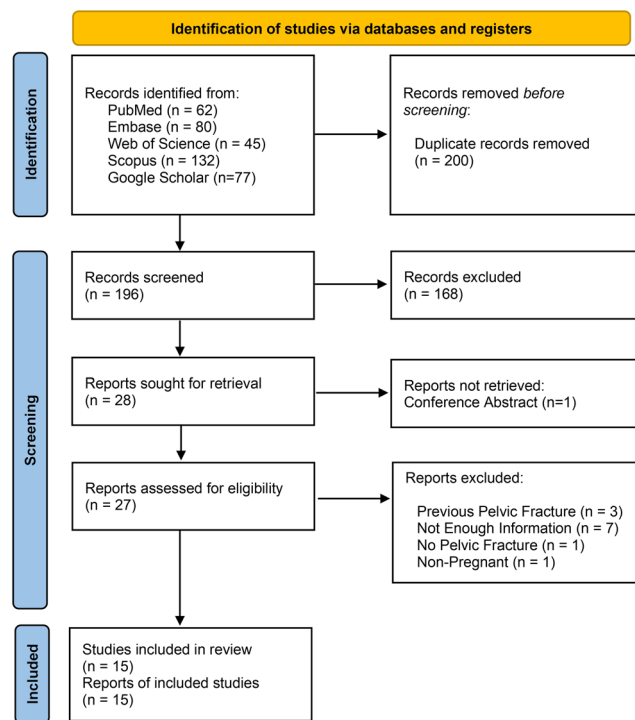 Identification of studies via databases and registers
Identification
Records identified from:
PubMed (n = 62)
Embase (n = 80)
Web of Science (n = 45)
Scopus (n = 132)
Google Scholar (n=77)
Records removed before
screening:
Duplicate records removed
(n = 200)
Screening
Records screened
(n = 196)
Records excluded
(n = 168)
Reports sought for retrieval
(n = 28)
Reports not retrieved:
Conference Abstract (n=1)
Reports assessed for eligibility
(n = 27)
Reports excluded:
Previous Pelvic Fracture (n = 3)
Not Enough Information (n = 7)
No Pelvic Fracture (n = 1)
Non-Pregnant (n = 1)
Included
Studies included in review
(n = 15)
Reports of included studies
(n = 15)